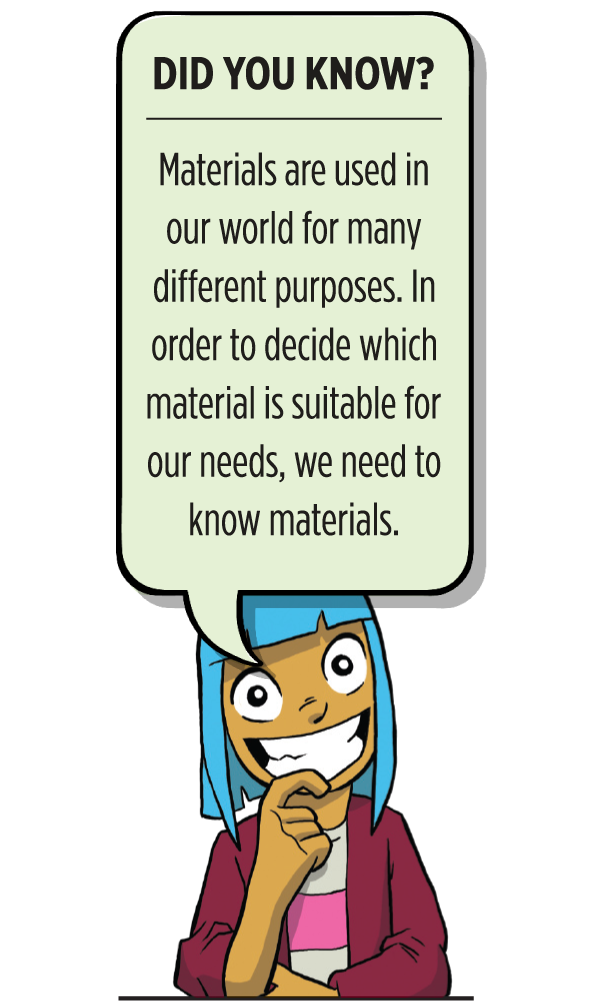 DID YOU KNOW?
Materials are used in
our world for many
different purposes. In
order to decide which
material is suitable for
our needs, we need to
know materials.